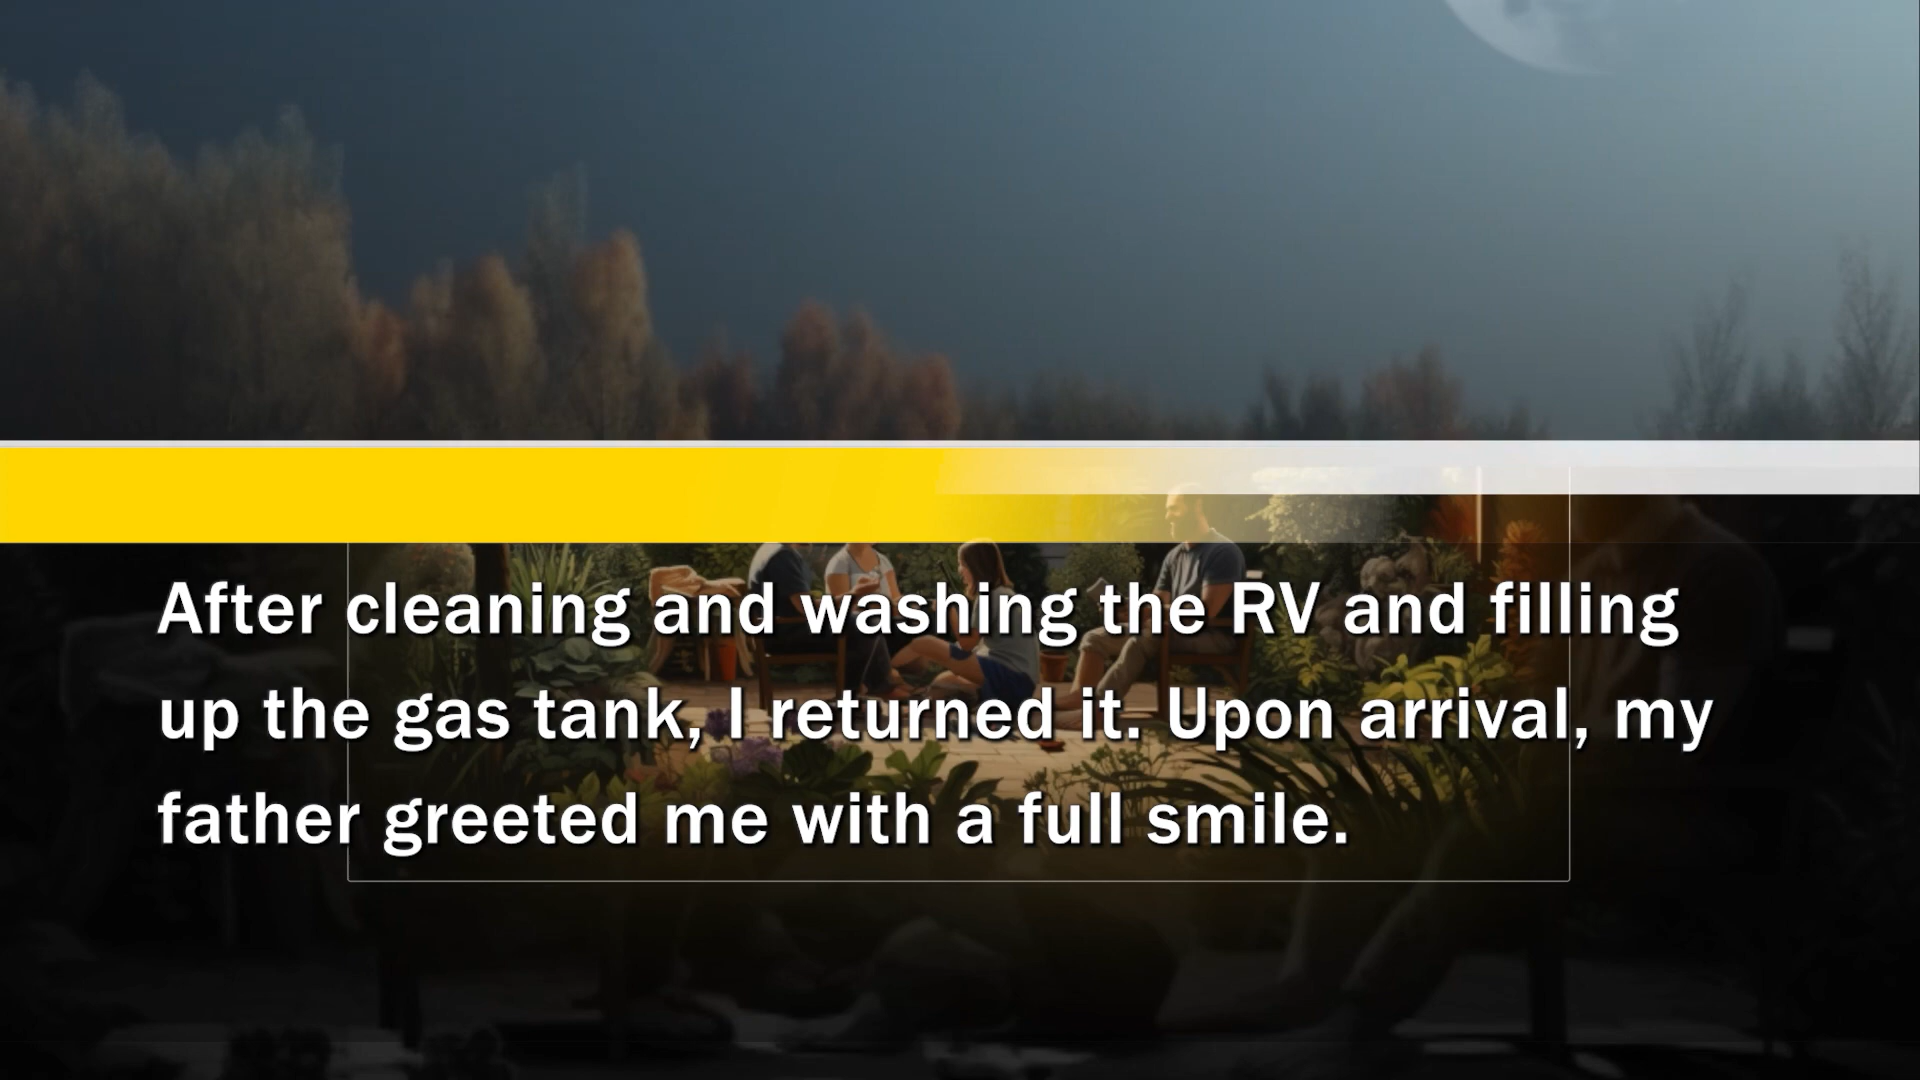 After cleaning and washing the RV and filling
up the gas tank, I returned it. Upon arrival, my
father greeted me with a full smile.